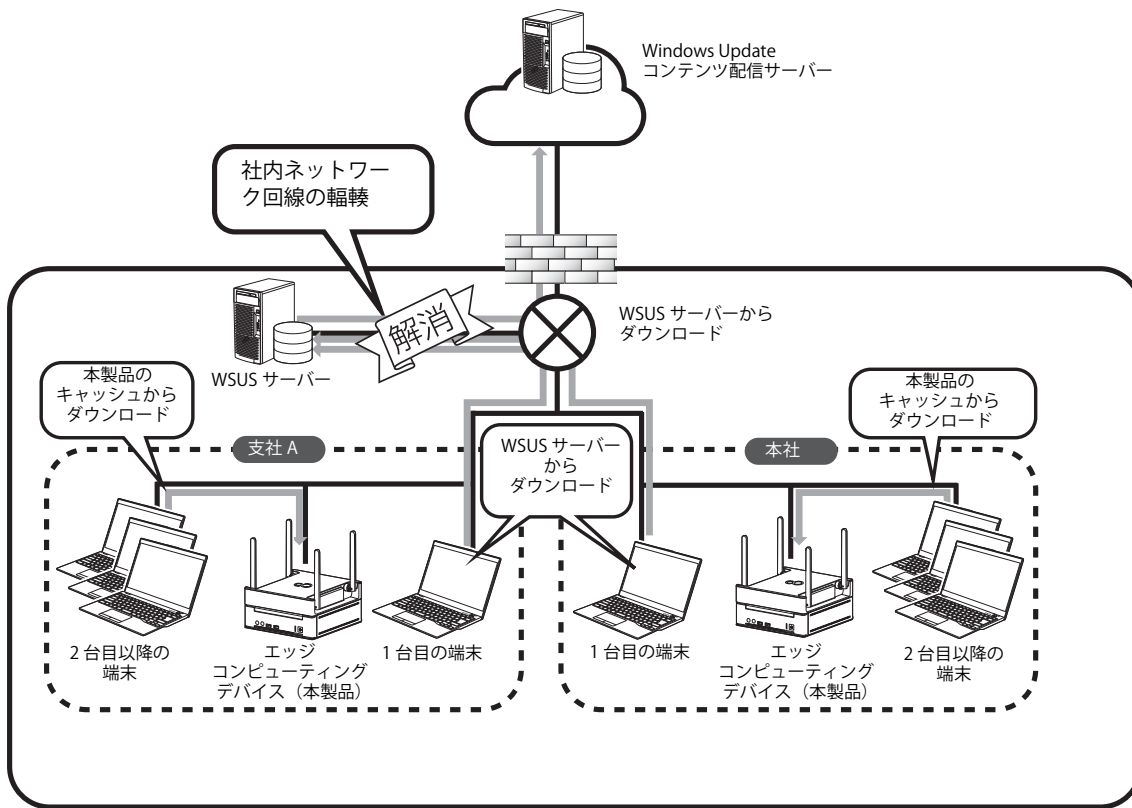 Windows Update
コンテンツ配信サーバー
社内ネットワー
ク回線の輻輳
解消
WSUS サーバーから
ダウンロード
WSUS サーバー
本製品の
キャッシュから
ダウンロード
本製品の
キャッシュから
ダウンロード
支社 A
WSUS サーバー
から
ダウンロード
本社
2 台目以降の
端末
エッジ
コンピューティング
デバイス（本製品）
1 台目の端末
1 台目の端末
エッジ
コンピューティング
デバイス（本製品）
2 台目以降の
端末